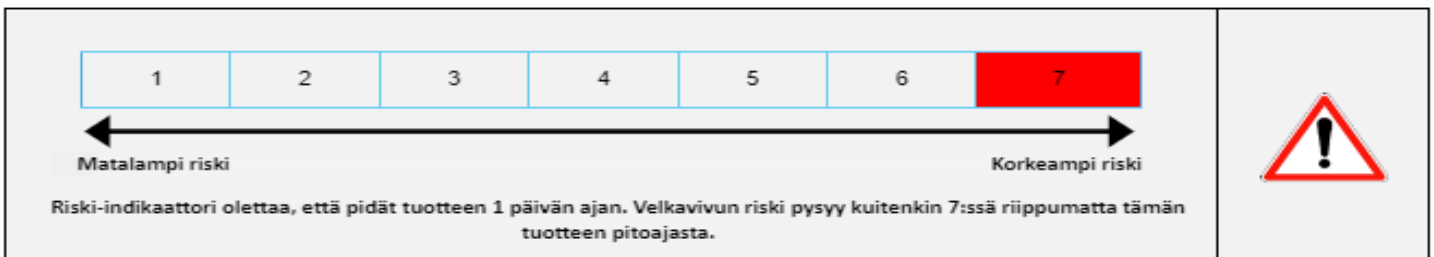 1 2 3 4 5 6 7
Matalampi riski Korkeampi riski
Riski-indikaattori olettaa, että pidät tuotteen 1 päivän ajan. Velkavivun riski pysyy kuitenkin 7:ssä riippumatta tämän
tuotteen pitoajasta.